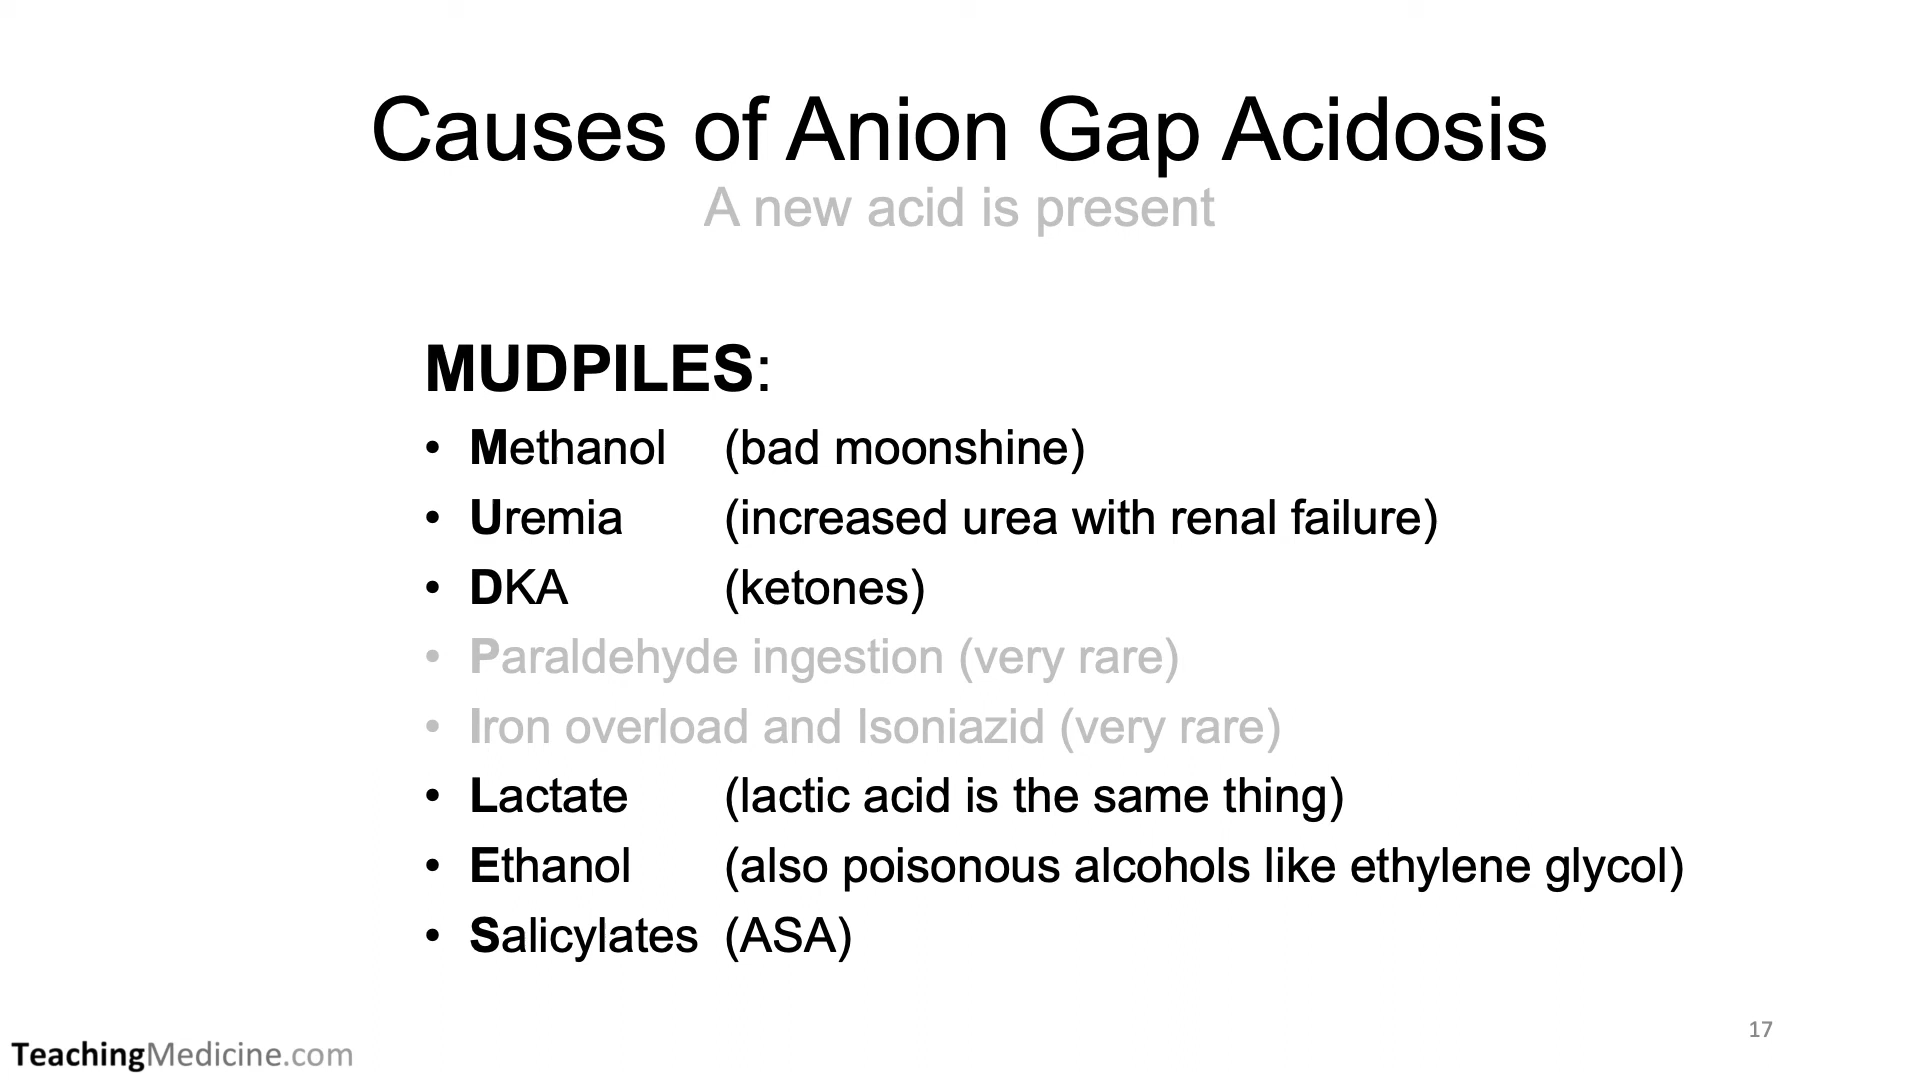 Causes of Anion Gap Acidosis
A new acid is present
MUDPILES:
• Methanol (bad moonshine)
• Uremia (increased urea with renal failure)
• DKA (ketones)
• Paraldehyde ingestion (very rare)
• Iron overload and Isoniazid (very rare)
• Lactate (lactic acid is the same thing)
• Ethanol (also poisonous alcohols like ethylene glycol)
• Salicylates (ASA)
17
TeachingMedicine.com